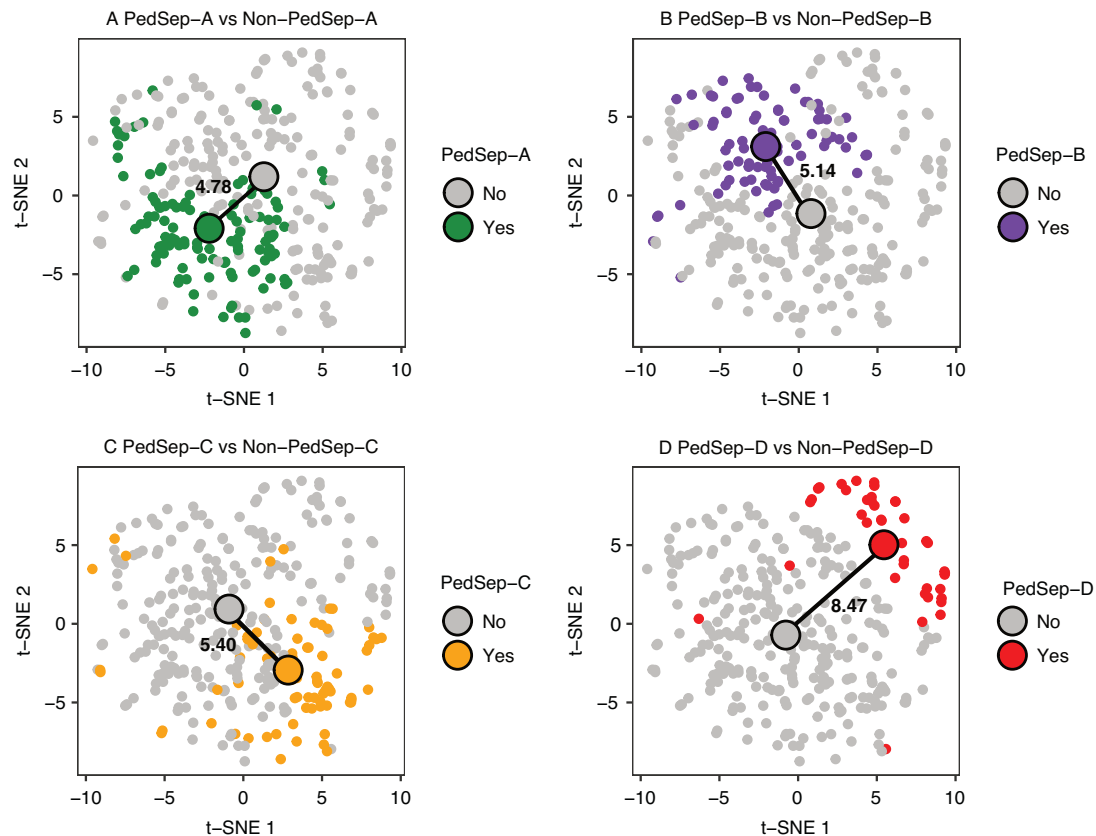 A PedSep−A vs Non−PedSep−A
5
0
−5
t−SNE 2
4.78
−10
−5
0
5
10
t−SNE 1
PedSep−A
No
Yes
B PedSep−B vs Non−PedSep−B
5
0
−5
t−SNE 2
5.14
−10
−5
0
5
10
t−SNE 1
PedSep−B
No
Yes
C PedSep−C vs Non−PedSep−C
5
0
−5
t−SNE 2
5.40
−10
−5
0
5
10
t−SNE 1
PedSep−C
No
Yes
D PedSep−D vs Non−PedSep−D
5
0
−5
t−SNE 2
8.47
−10
−5
0
5
10
t−SNE 1
PedSep−D
No
Yes